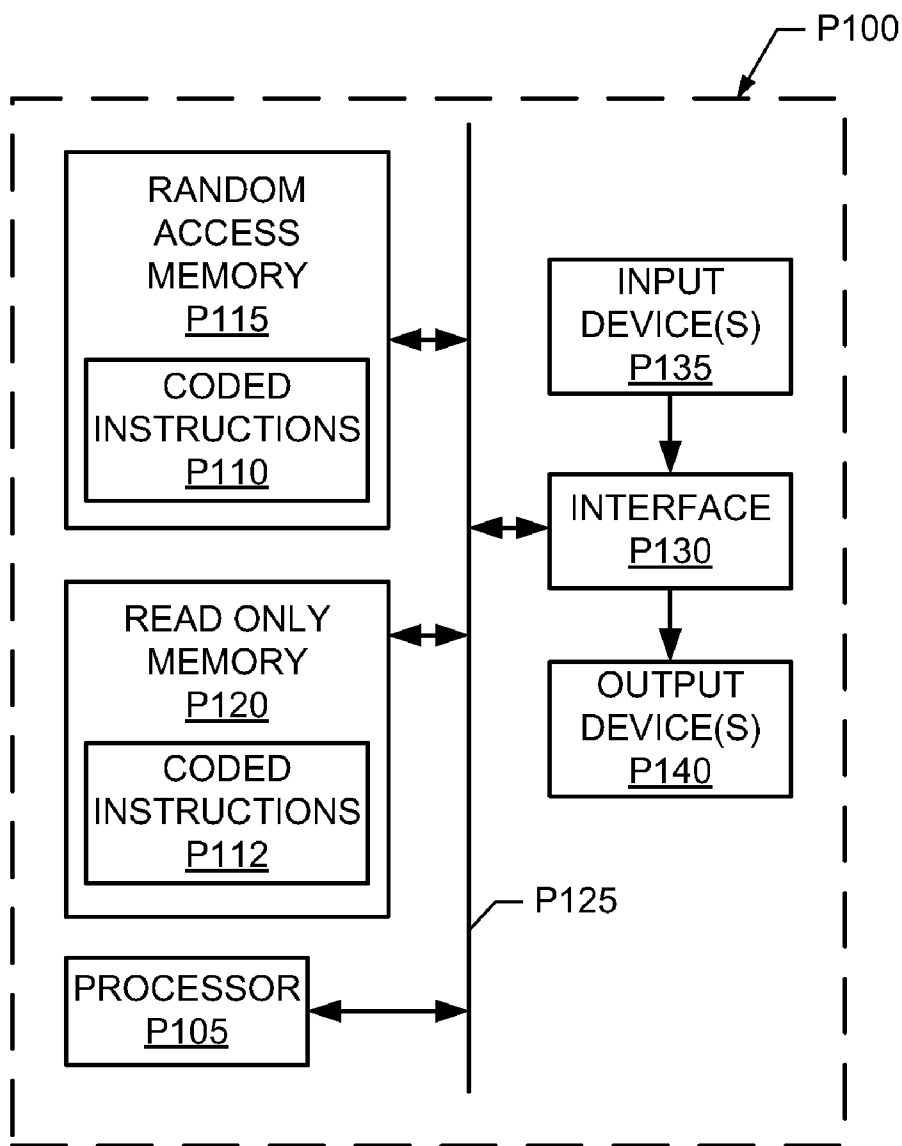 P100
RANDOM
ACCESS
MEMORY
P115
CODED
INSTRUCTIONS
P110
READ ONLY
MEMORY
P120
CODED
INSTRUCTIONS
P112
PROCESSOR
P105
INPUT
DEVICE(S)
P135
INTERFACE
P130
OUTPUT
DEVICE(S)
P140
P125